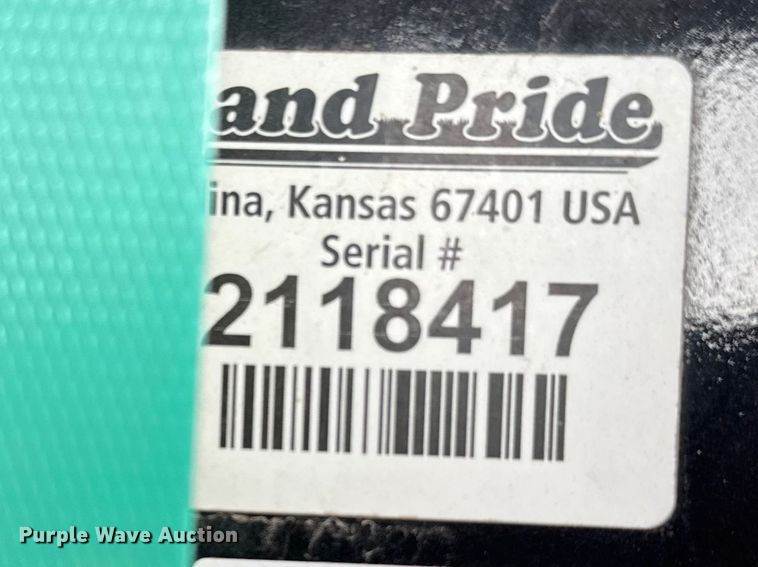 and Pride
ina, Kansas 67401 USA
Serial #
2118417
Purple Wave Auction